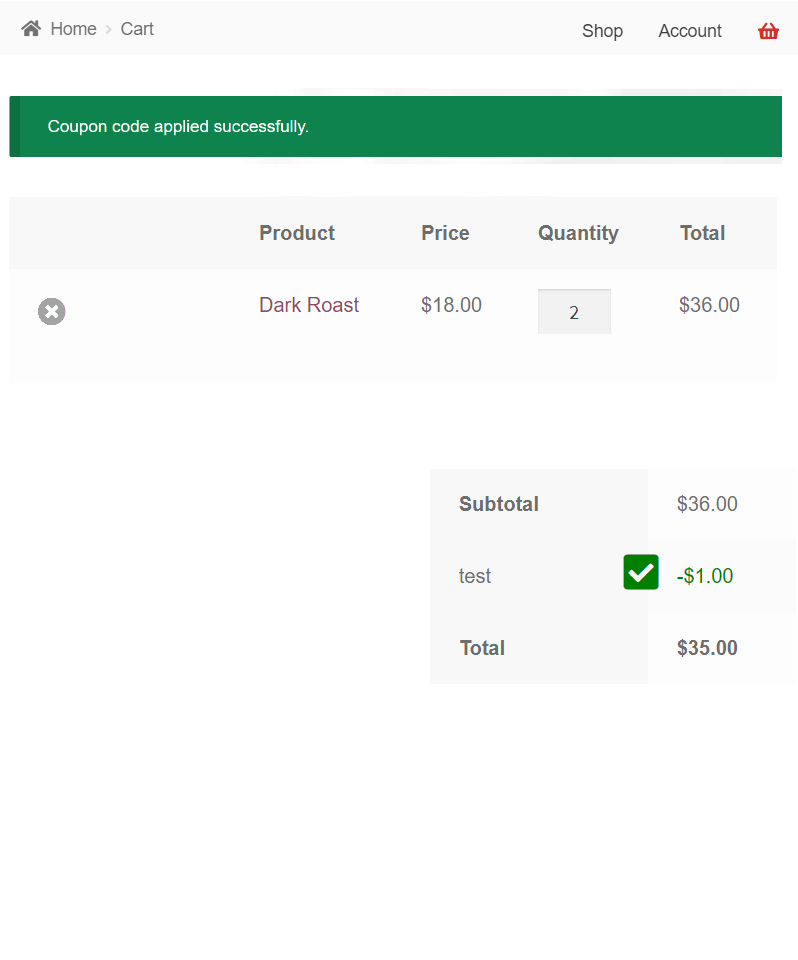 Home Cart Shop Account
Coupon code applied successfully.
Product Price Quantity Total
Dark Roast $18.00 2 $36.00
Subtotal $36.00
test -$1.00
Total $35.00